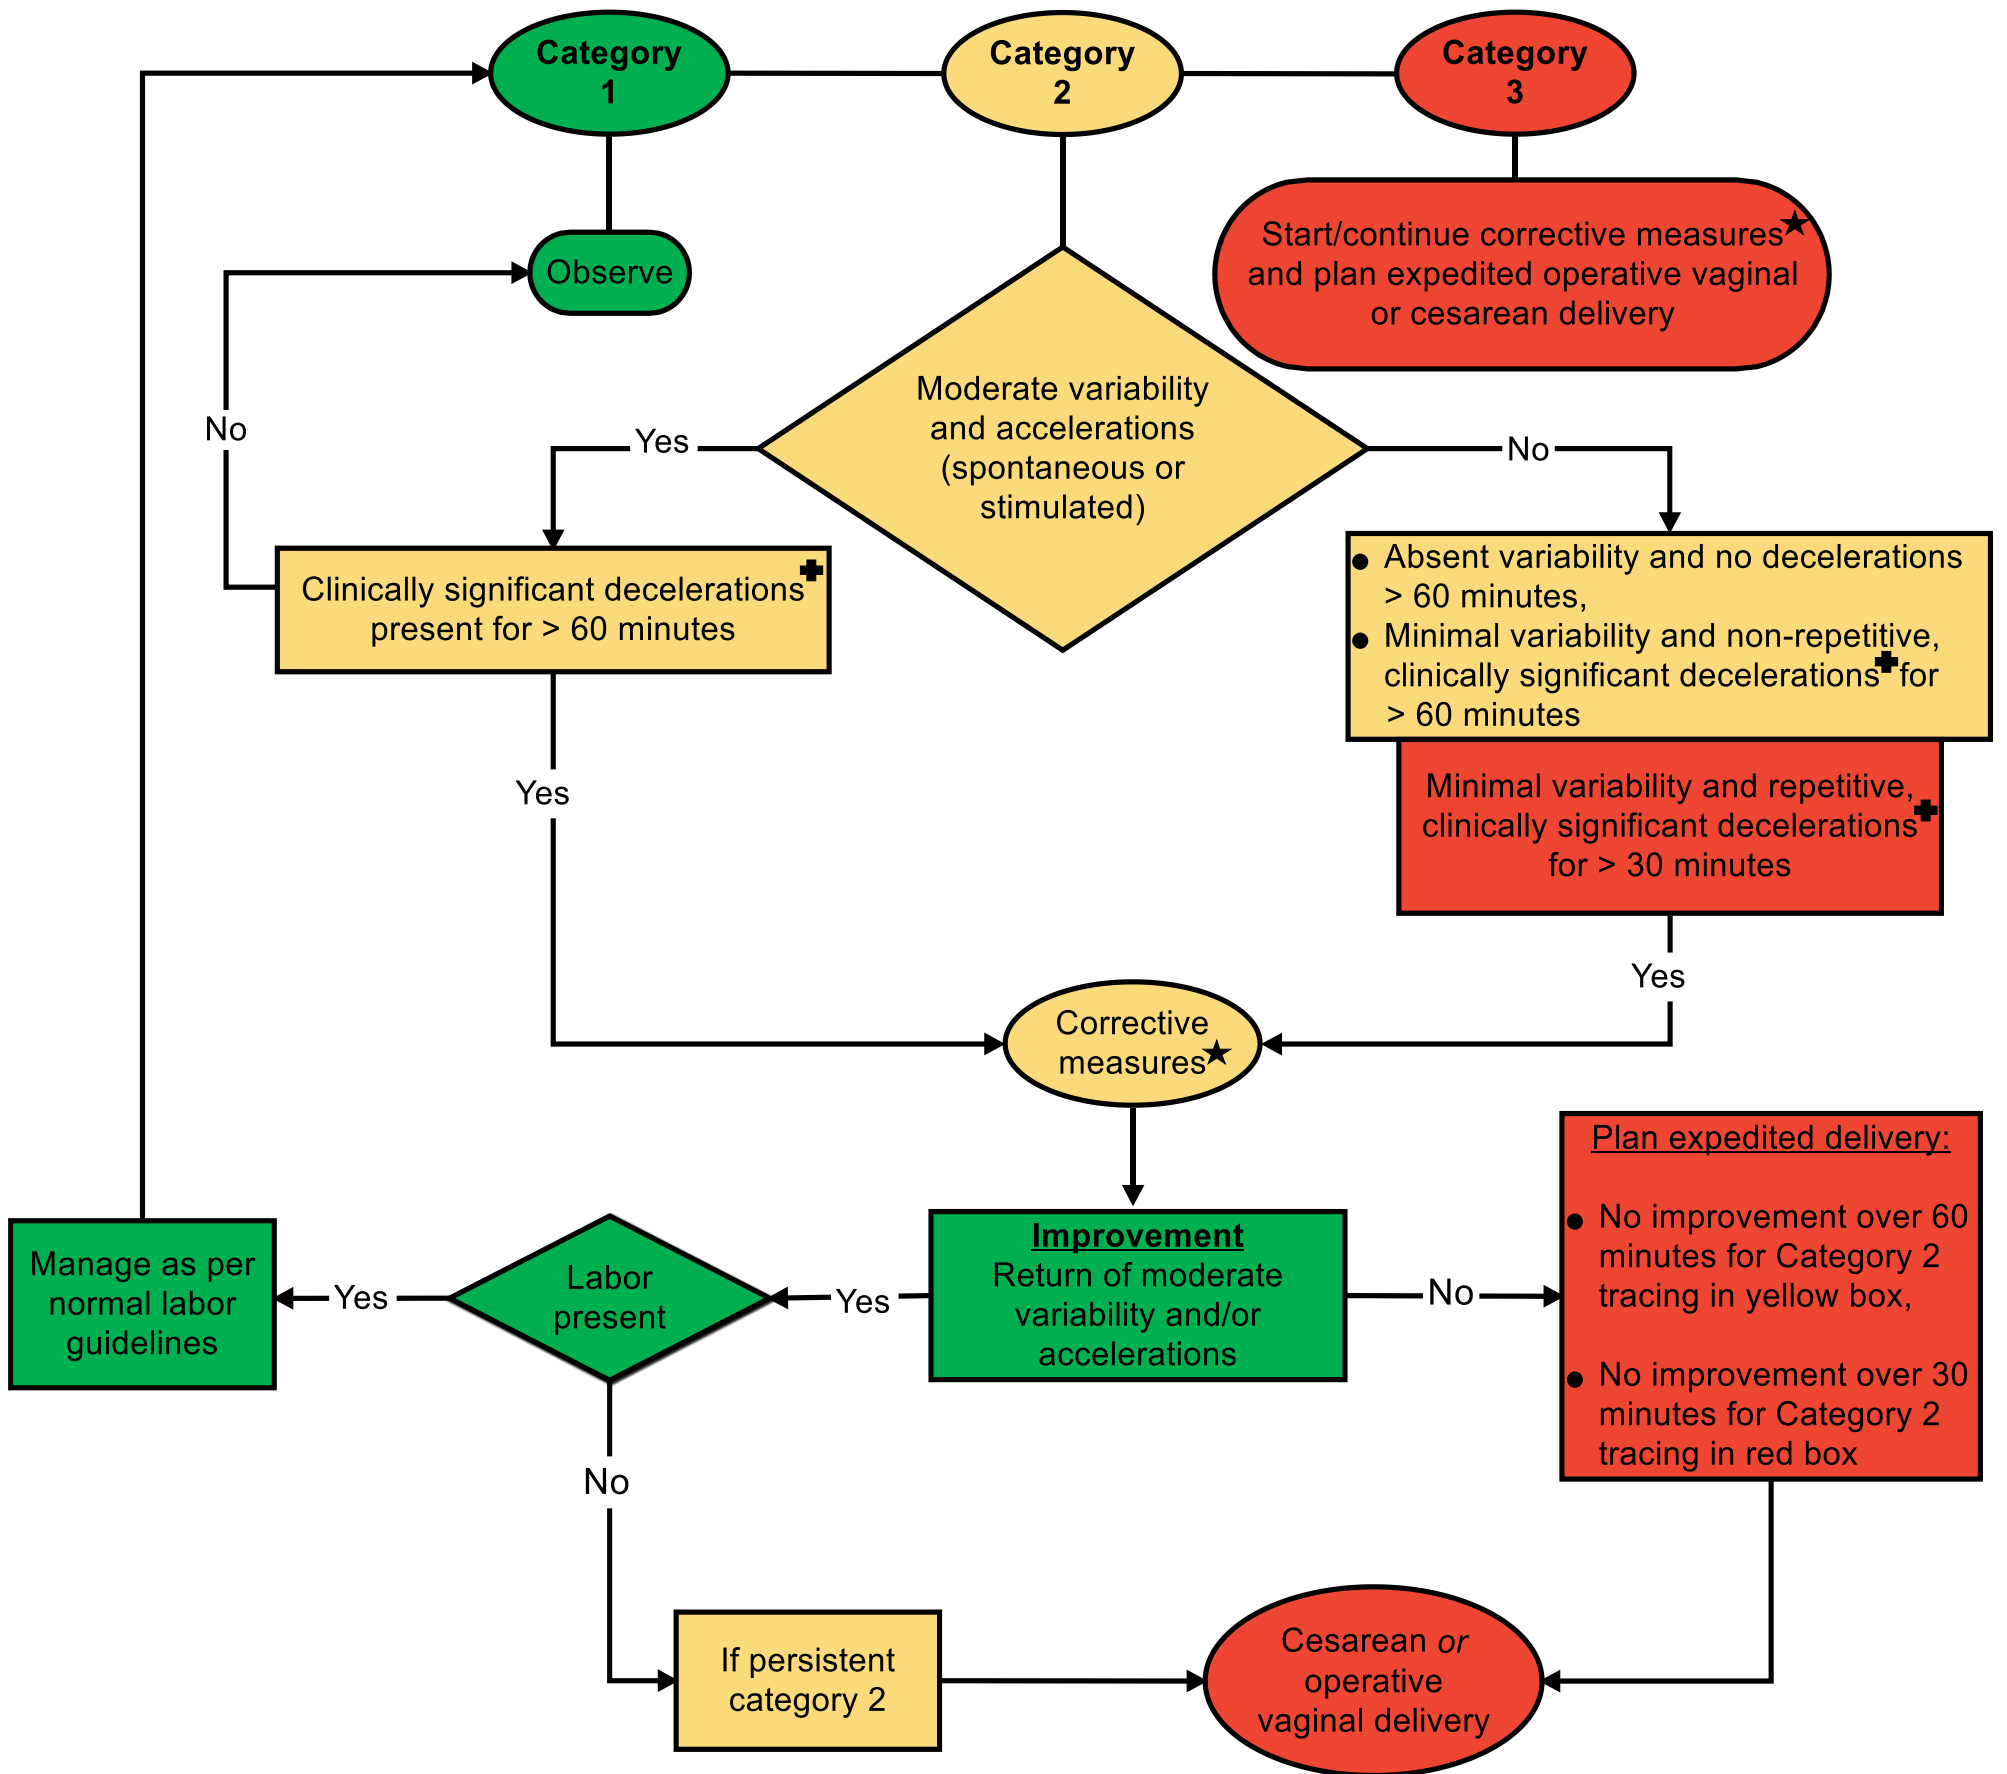 Category
1
Category
2
Category
3
Observe
Start/continue corrective measures★
and plan expedited operative vaginal
or cesarean delivery
Moderate variability
and accelerations
(spontaneous or
stimulated)
No
Yes
No
Clinically significant decelerations✚
present for > 60 minutes
● Absent variability and no decelerations
> 60 minutes,
● Minimal variability and non-repetitive,
clinically significant decelerations✚ for
> 60 minutes
Minimal variability and repetitive,
clinically significant decelerations✚
for > 30 minutes
Yes
Yes
Corrective
measures★
Improvement
Return of moderate
variability and/or
accelerations
No
Plan expedited delivery:
● No improvement over 60
minutes for Category 2
tracing in yellow box,
● No improvement over 30
minutes for Category 2
tracing in red box
Yes
Labor
present
Yes
Manage as per
normal labor
guidelines
No
If persistent
category 2
Cesarean or
operative
vaginal delivery